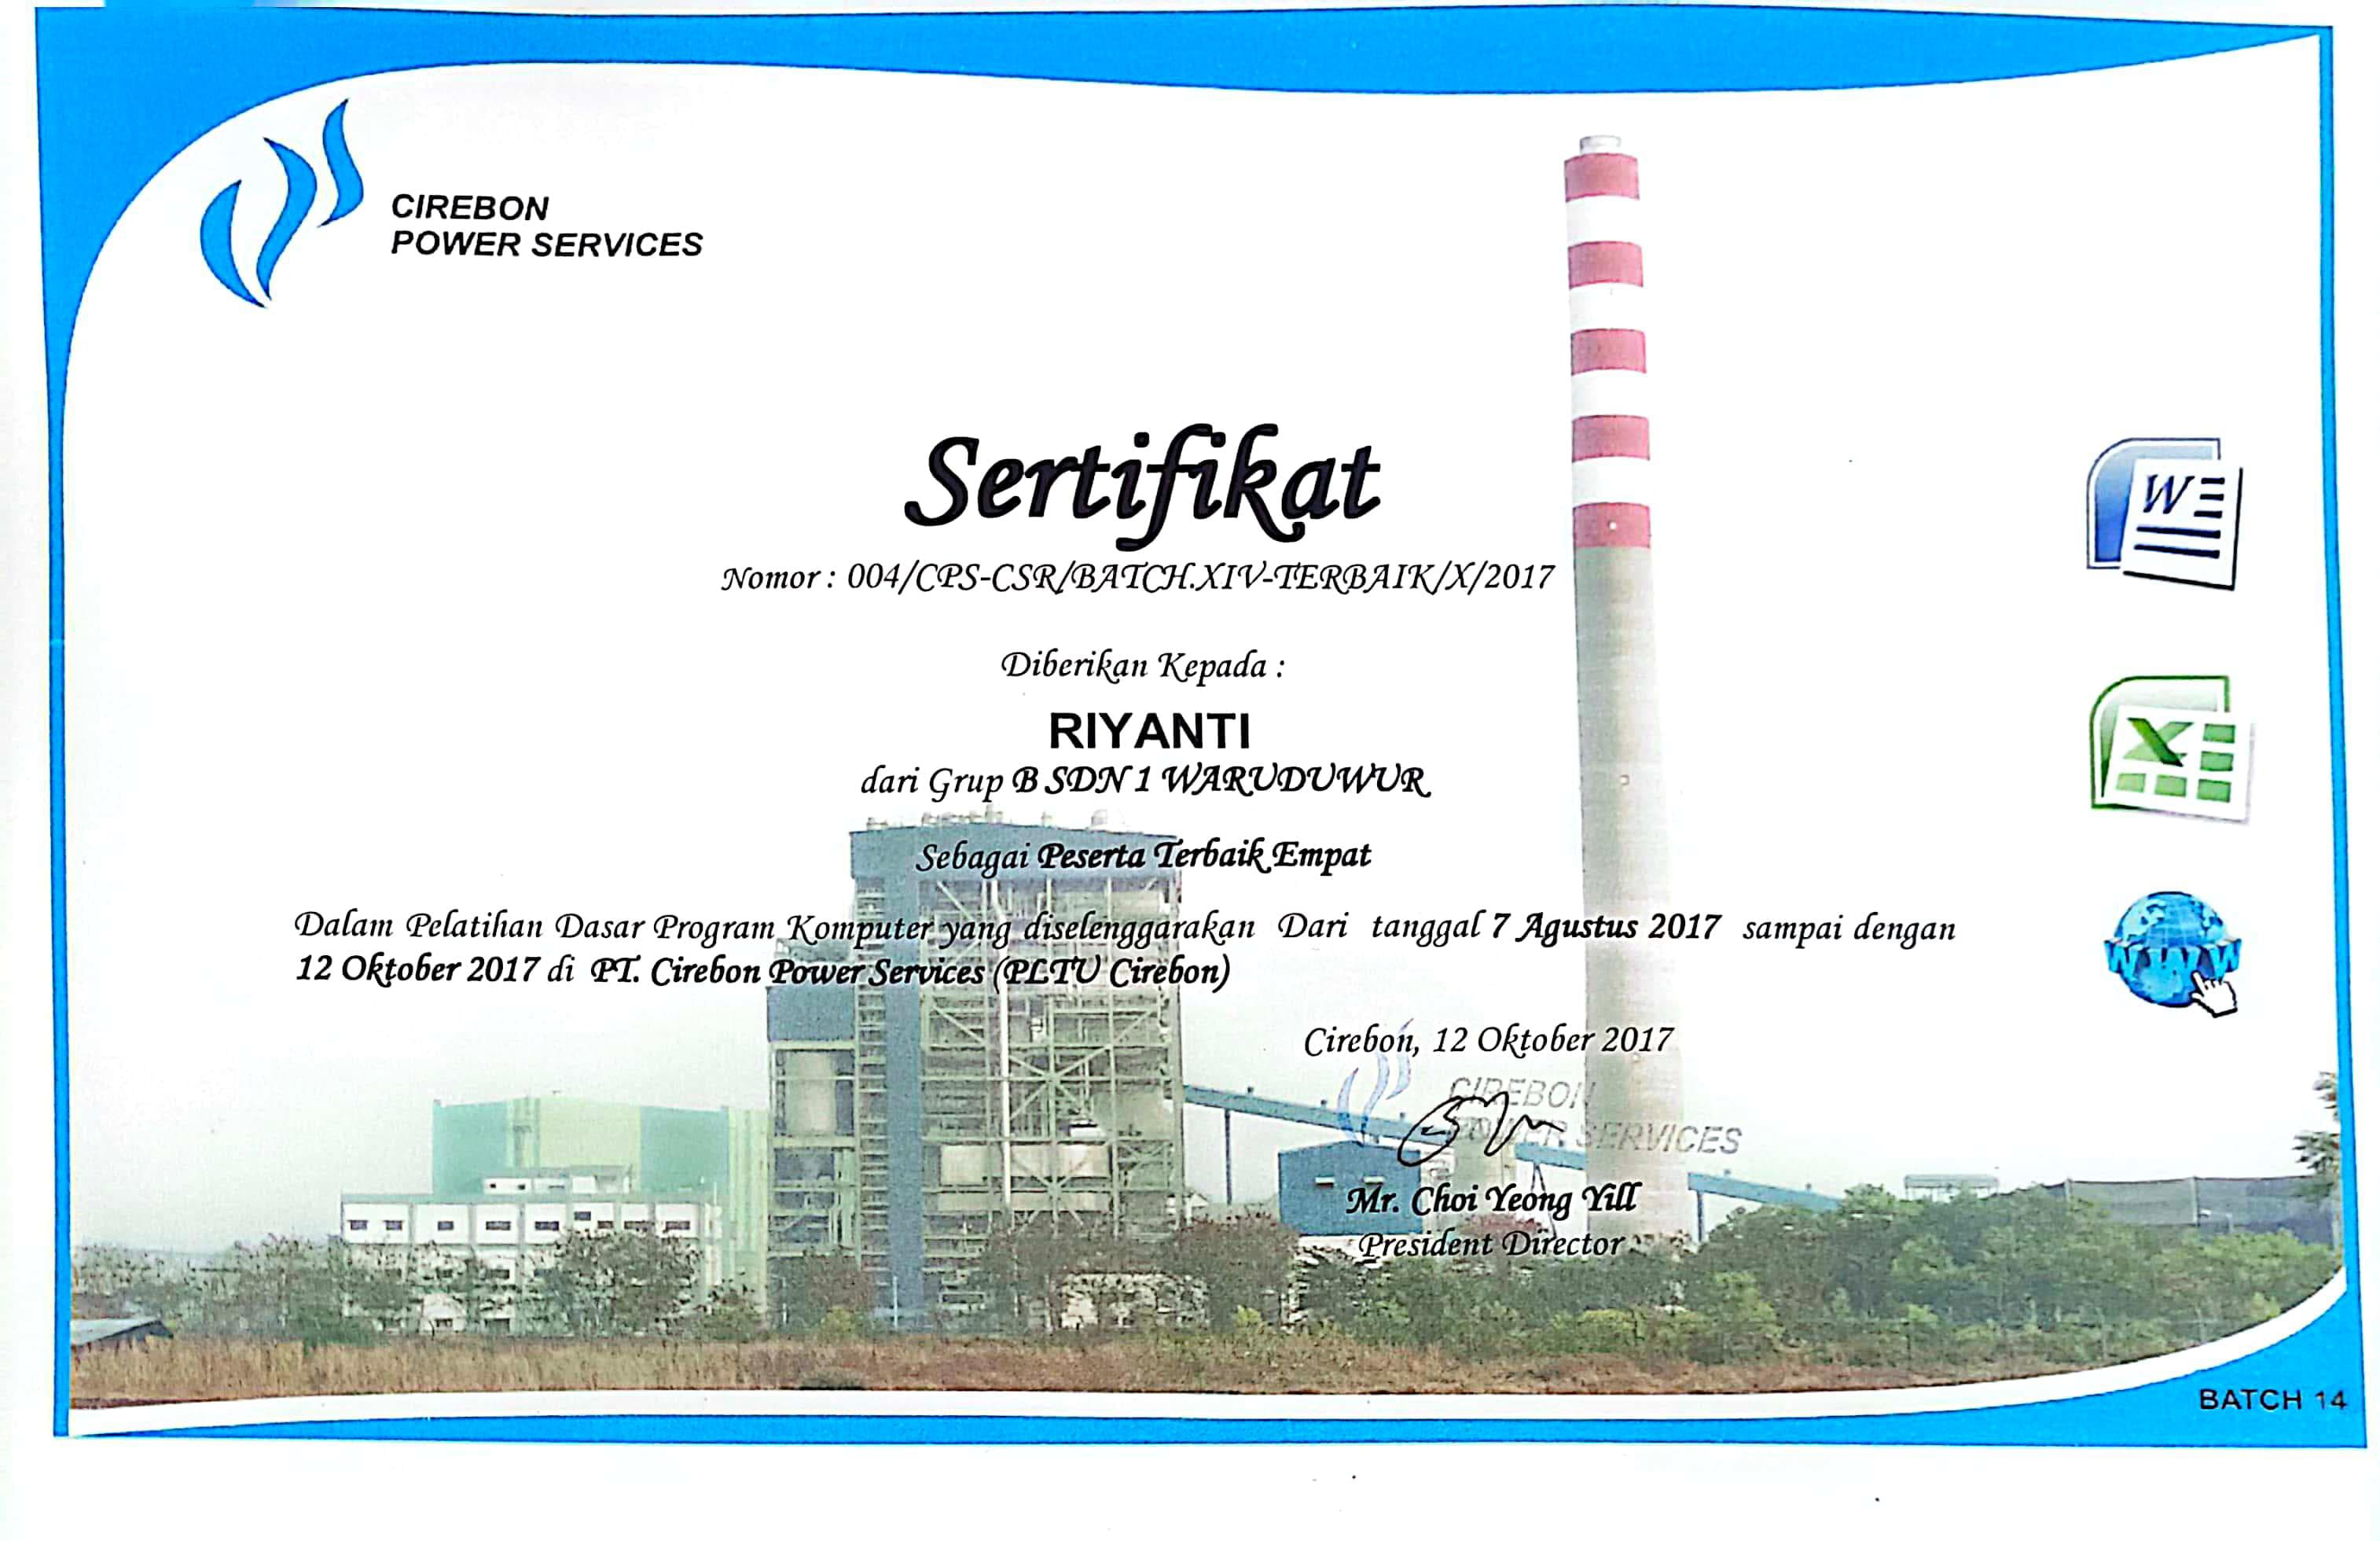 CIREBON
POWER SERVICES
Sertifikat
Nomor : 004/CPS-CSR/BATCH.XIV-TERBAIK/X/2017
Diberikan Kepada :
RIYANTI
dari Grup B SDN 1 WARUDUWUR
Sebagai Peserta Terbaik Empat
Dalam Pelatihan Dasar Program Komputer yang diselenggarakan Dari tanggal 7 Agustus 2017 sampai dengan
12 Oktober 2017 di PT. Cirebon Power Services (PLTU Cirebon)
Cirebon, 12 Oktober 2017
CIREBON
POWER SERVICES
Mr. Choi Yeong Yill
President Director
W
X
WWW
BATCH 14